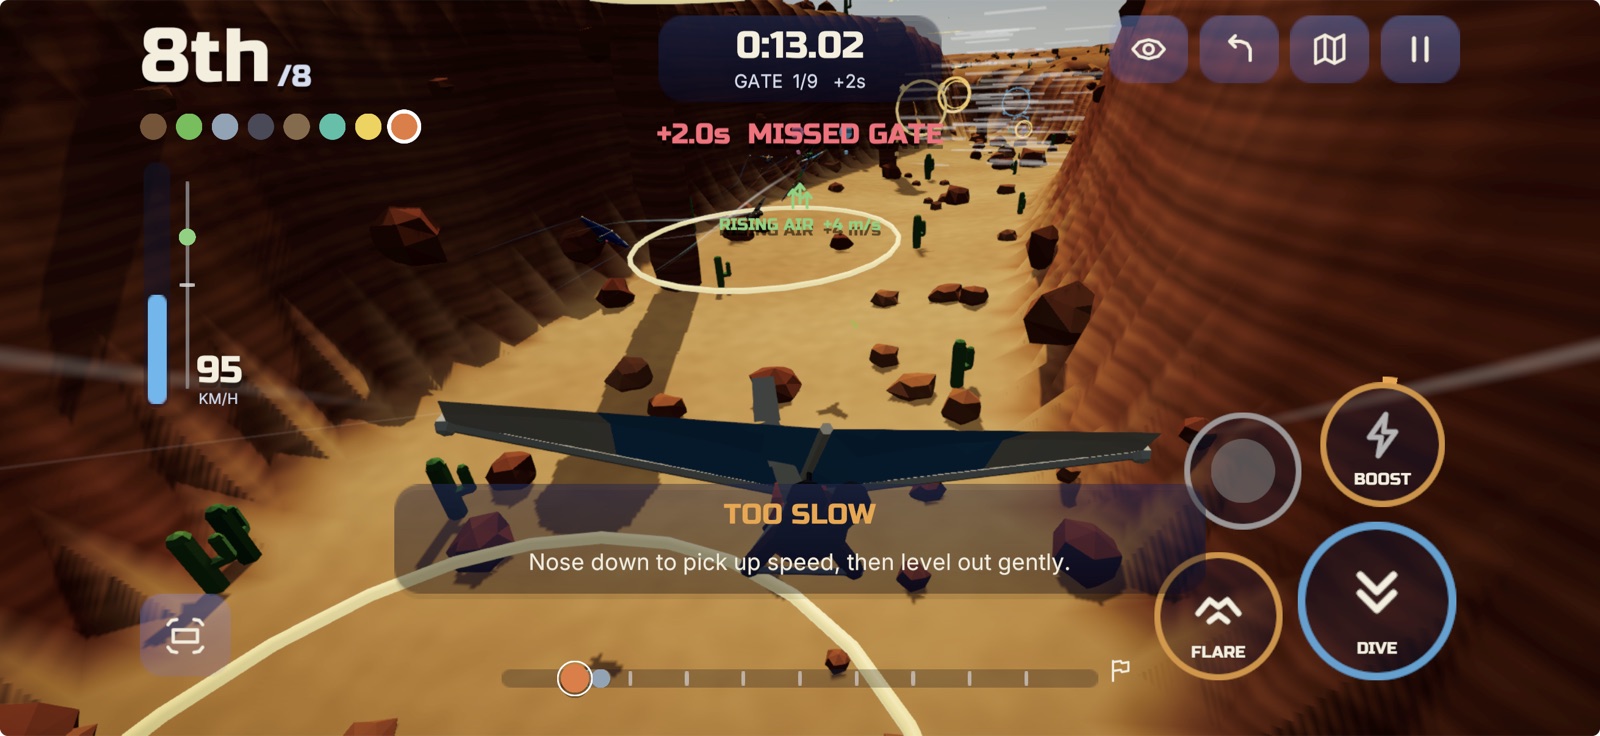 8th /8
0:13.02
GATE 1/9 +2s
+2.0s MISSED GATE
RISING AIR +4 m/s
95
KM/H
BOOST
TOO SLOW
Nose down to pick up speed, then level out gently.
FLARE
DIVE